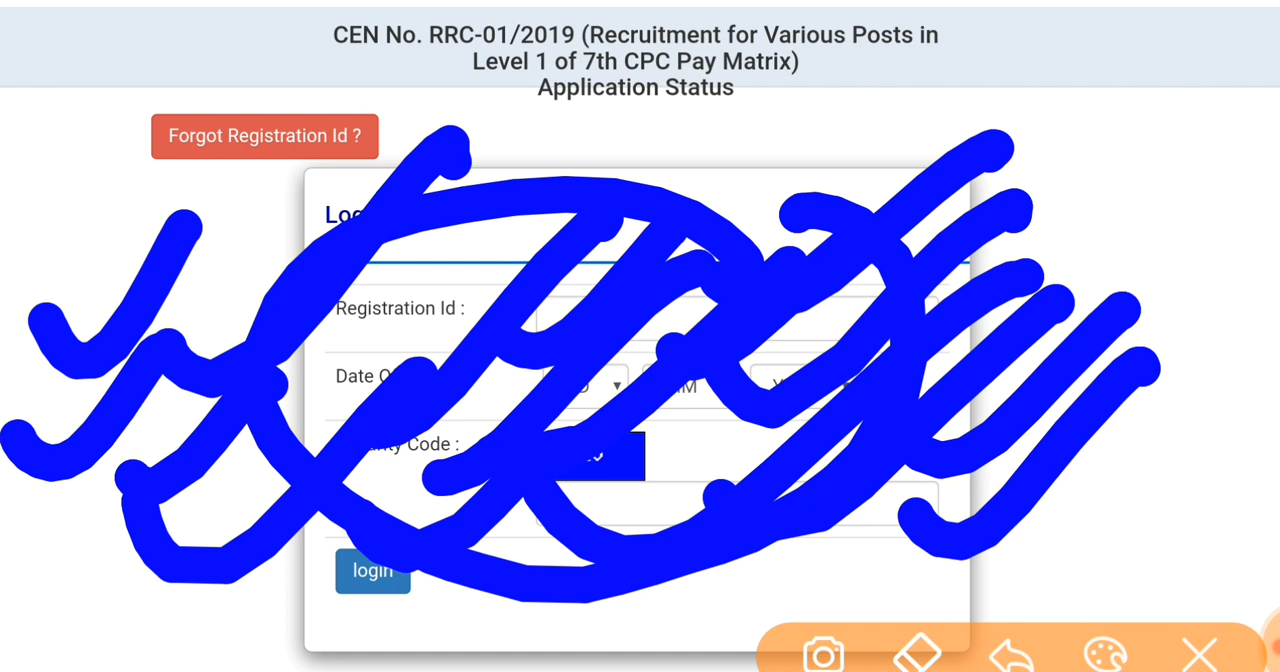 CEN No. RRC-01/2019 (Recruitment for Various Posts in
Level 1 of 7th CPC Pay Matrix)
Application Status
Forgot Registration Id ?
Registration Id :
Date
Code :
login